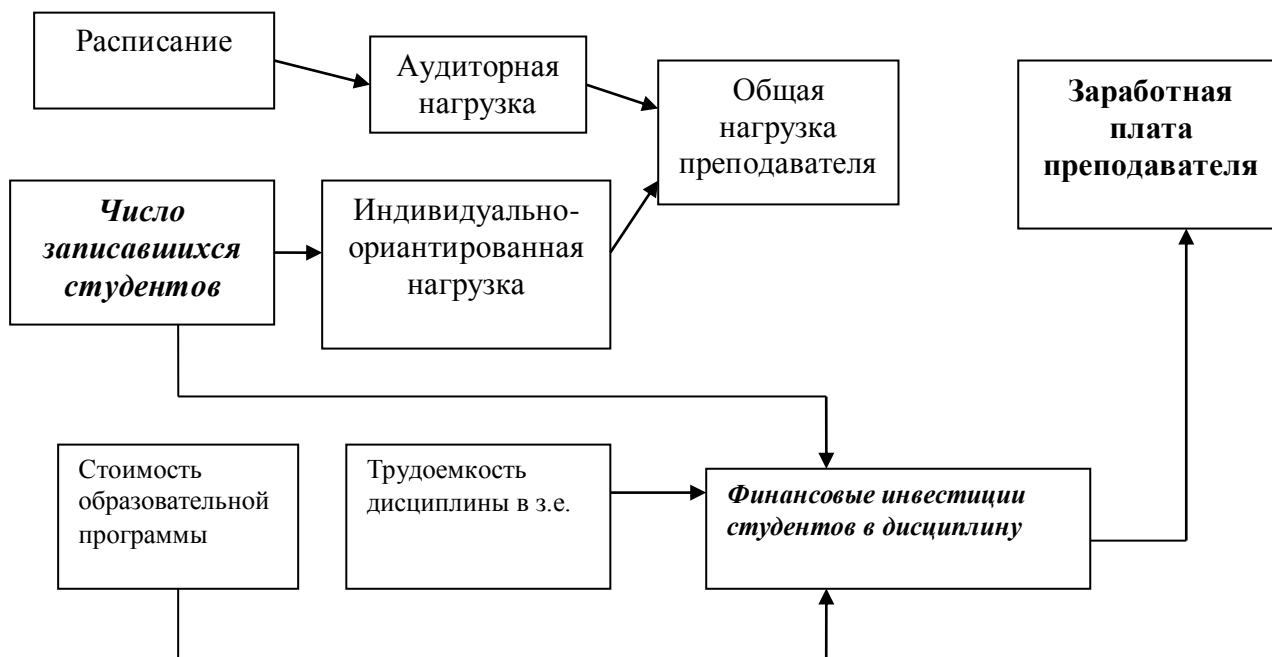 Расписание
Аудиторная
нагрузка
Общая
нагрузка
преподавателя
Заработная
плата
преподавателя
Число
записавшихся
студентов
Индивидуально-
ориантированная
нагрузка
Стоимость
образовательной
программы
Трудоемкость
дисциплины в з.е.
Финансовые инвестиции
студентов в дисциплину